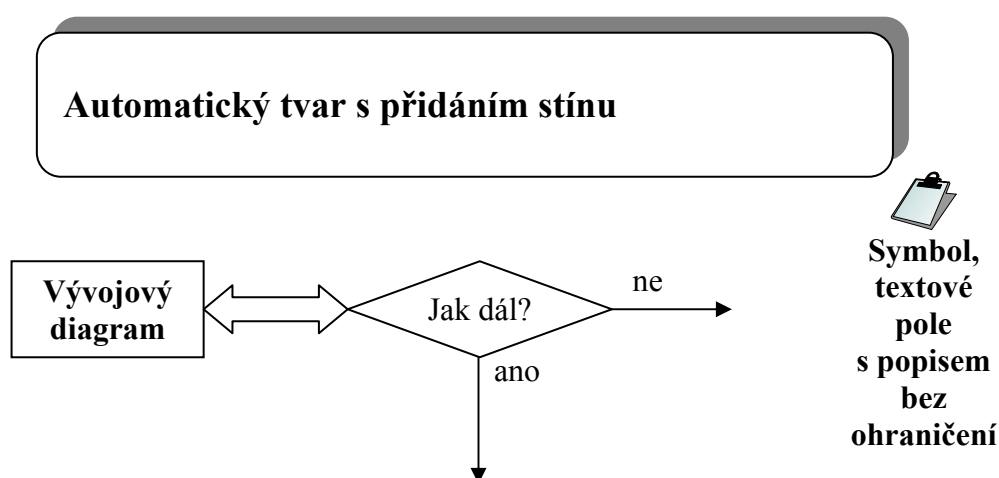 Automatický tvar s přidáním stínu
Vývojový
diagram
Jak dál?
ne
ano
Symbol,
textové
pole
s popisem
bez
ohraničení